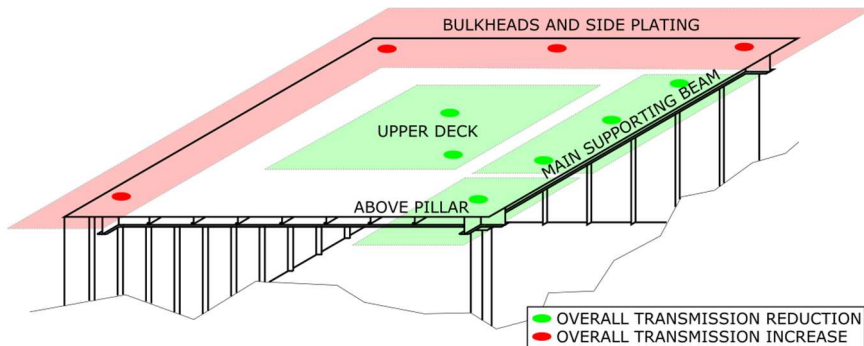 BULKHEADS AND SIDE PLATING
UPPER DECK
MAIN SUPPORTING BEAM
ABOVE PILLAR
OVERALL TRANSMISSION REDUCTION
OVERALL TRANSMISSION INCREASE